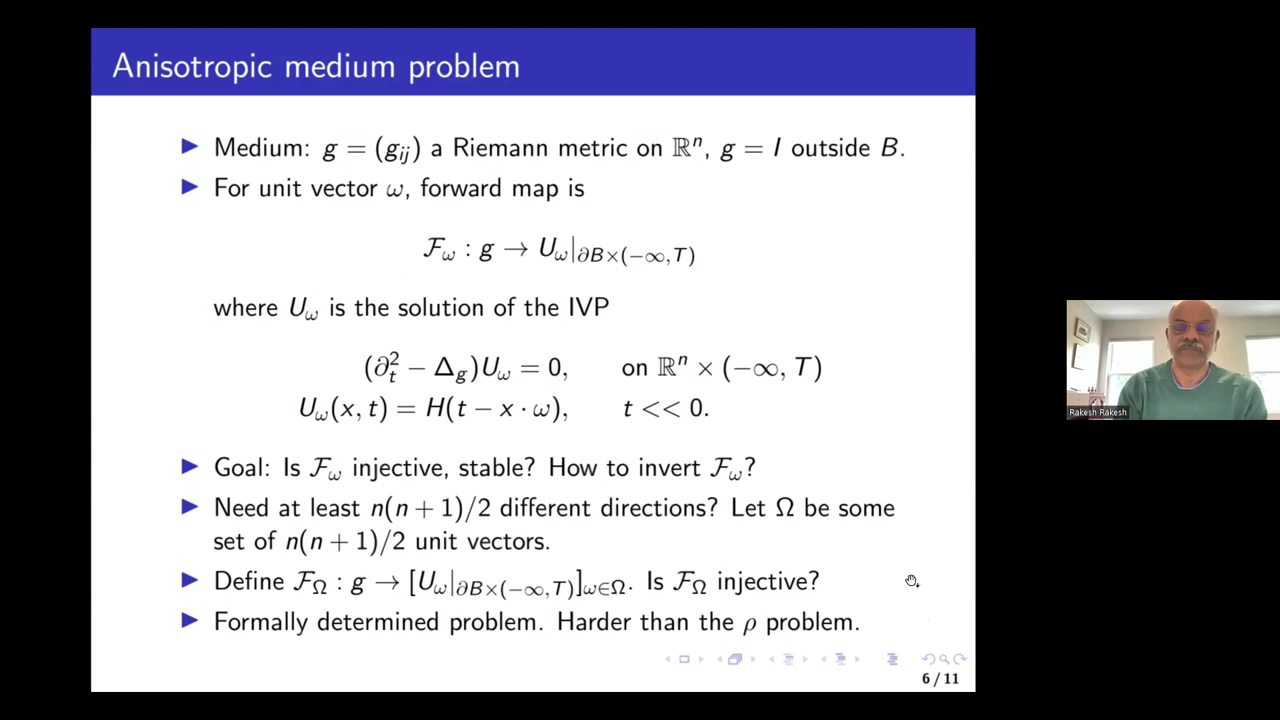 Anisotropic medium problem
▶ Medium: g = (g_{ij}) a Riemann metric on ℝ^n, g = I outside B.
▶ For unit vector ω, forward map is
ℱ_ω : g → U_ω|_{∂B×(−∞,T)}
where U_ω is the solution of the IVP
(∂_t^2 − Δ_g)U_ω = 0, on ℝ^n × (−∞, T)
U_ω(x, t) = H(t − x · ω), t << 0.
▶ Goal: Is ℱ_ω injective, stable? How to invert ℱ_ω?
▶ Need at least n(n + 1)/2 different directions? Let Ω be some
set of n(n + 1)/2 unit vectors.
▶ Define ℱ_Ω : g → [U_ω|_{∂B×(−∞,T)}]_{ω∈Ω}. Is ℱ_Ω injective?
▶ Formally determined problem. Harder than the ρ problem.
6 / 11
Rakesh Rakesh